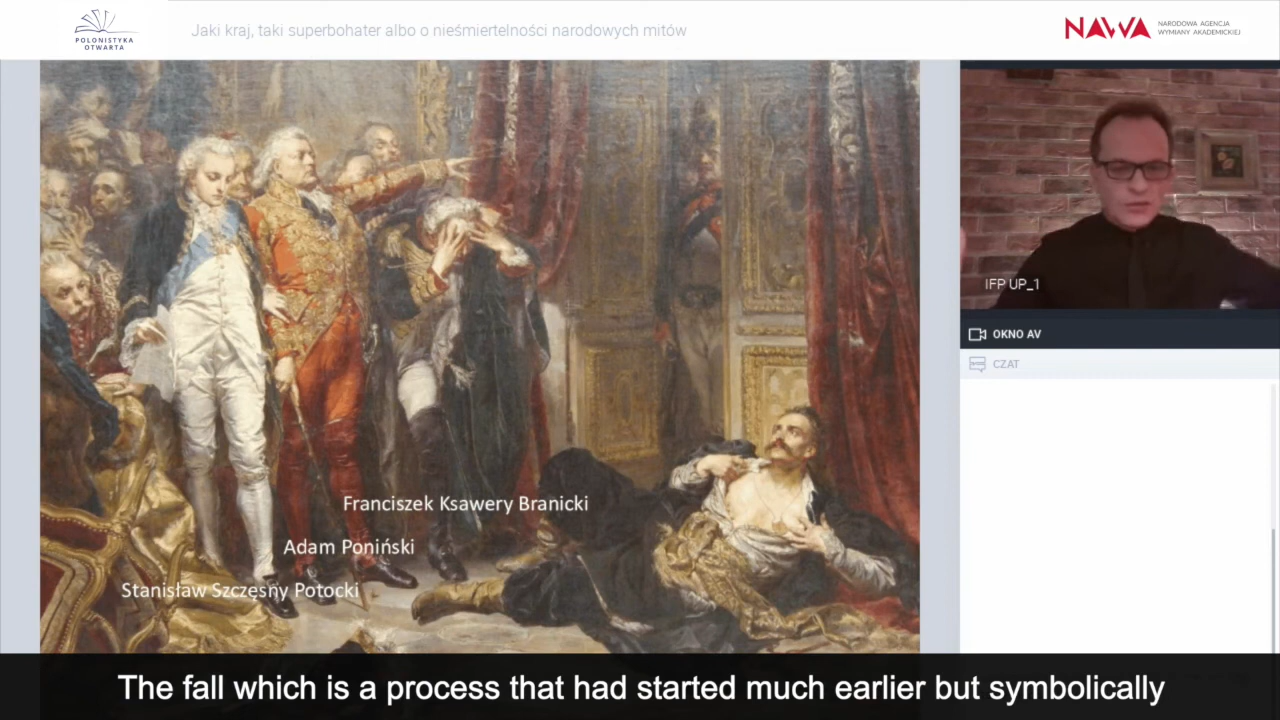 POLONISTYKA
OTWARTA
Jaki kraj, taki superbohater albo o nieśmiertelności narodowych mitów
NAWA
NARODOWA AGENCJA
WYMIANY AKADEMICKIEJ
IFP UP_1
OKNO AV
CZAT
Franciszek Ksawery Branicki
Adam Poniński
Stanisław Szczęsny Potocki
The fall which is a process that had started much earlier but symbolically